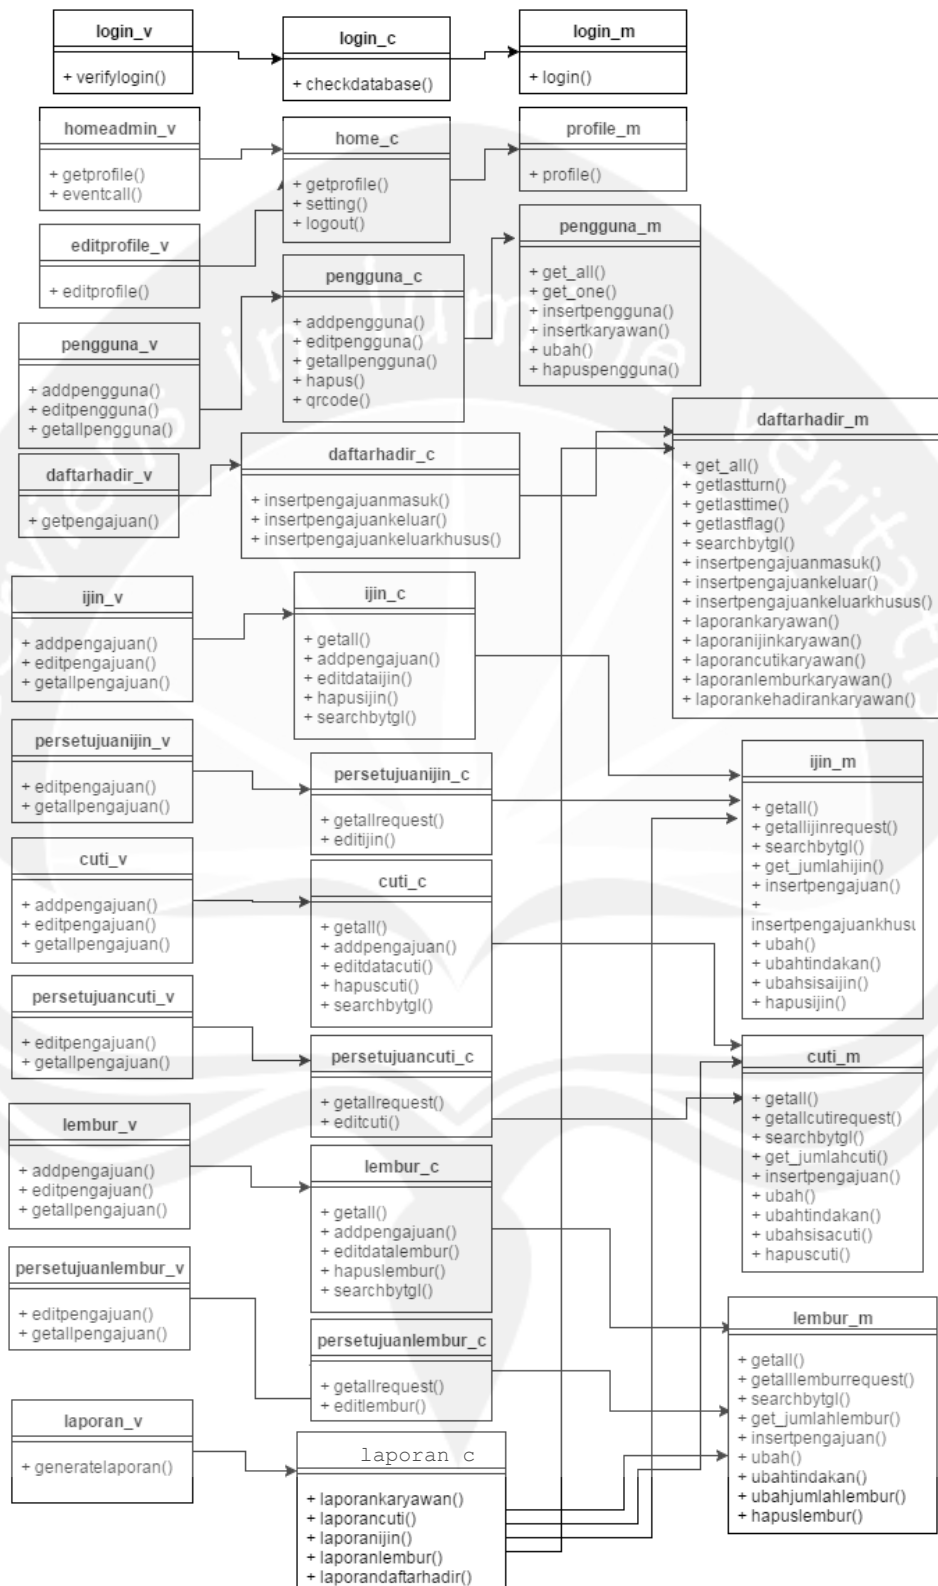 login_v
+ verifylogin()
login_c
+ checkdatabase()
login_m
+ login()
homeadmin_v
+ getprofile()
+ eventcall()
home_c
+ getprofile()
+ setting()
+ logout()
profile_m
+ profile()
editprofile_v
+ editprofile()
pengguna_c
+ addpengguna()
+ editpengguna()
+ getallpengguna()
+ hapus()
+ qrcode()
pengguna_m
+ get_all()
+ get_one()
+ insertpengguna()
+ insertkaryawan()
+ ubah()
+ hapuspengguna()
pengguna_v
+ addpengguna()
+ editpengguna()
+ getallpengguna()
daftarhadir_v
+ getpengajuan()
daftarhadir_c
+ insertpengajuanmasuk()
+ insertpengajuankeluar()
+ insertpengajuankeluarkhusus()
daftarhadir_m
+ get_all()
+ getlastturn()
+ getlasttime()
+ getlastflag()
+ searchbytgl()
+ insertpengajuanmasuk()
+ insertpengajuankeluar()
+ insertpengajuankeluarkhusus()
+ laporankaryawan()
+ laporanijinkaryawan()
+ laporancutikaryawan()
+ laporanlemburkaryawan()
+ laporankehadirankaryawan()
ijin_v
+ addpengajuan()
+ editpengajuan()
+ getallpengajuan()
ijin_c
+ getall()
+ addpengajuan()
+ editdataijin()
+ hapusijin()
+ searchbytgl()
persetujuanijin_v
+ editpengajuan()
+ getallpengajuan()
persetujuanijin_c
+ getallrequest()
+ editijin()
ijin_m
+ getall()
+ getallijinrequest()
+ searchbytgl()
+ get_jumlahijin()
+ insertpengajuan()
+
insertpengajuankhusu
+ ubah()
+ ubahtindakan()
+ ubahsisaijin()
+ hapusijin()
cuti_v
+ addpengajuan()
+ editpengajuan()
+ getallpengajuan()
cuti_c
+ getall()
+ addpengajuan()
+ editdatacuti()
+ hapuscuti()
+ searchbytgl()
persetujuancuti_v
+ editpengajuan()
+ getallpengajuan()
persetujuancuti_c
+ getallrequest()
+ editcuti()
cuti_m
+ getall()
+ getallcutirequest()
+ searchbytgl()
+ get_jumlahcuti()
+ insertpengajuan()
+ ubah()
+ ubahtindakan()
+ ubahsisacuti()
+ hapuscuti()
lembur_v
+ addpengajuan()
+ editpengajuan()
+ getallpengajuan()
lembur_c
+ getall()
+ addpengajuan()
+ editdatalembur()
+ hapuslembur()
+ searchbytgl()
persetujuanlembur_v
+ editpengajuan()
+ getallpengajuan()
persetujuanlembur_c
+ getallrequest()
+ editlembur()
lembur_m
+ getall()
+ getalllemburrequest()
+ searchbytgl()
+ get_jumlahlembur()
+ insertpengajuan()
+ ubah()
+ ubahtindakan()
+ ubahjumlahlembur()
+ hapuslembur()
laporan_v
+ generatelaporan()
laporan c
+ laporankaryawan()
+ laporancuti()
+ laporanijin()
+ laporanlembur()
+ laporandaftarhadir()